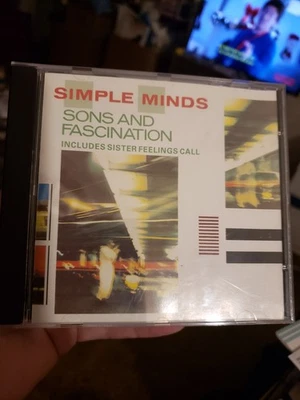 SIMPLE MINDS
SONS AND
FASCINATION
INCLUDES SISTER FEELINGS CALL